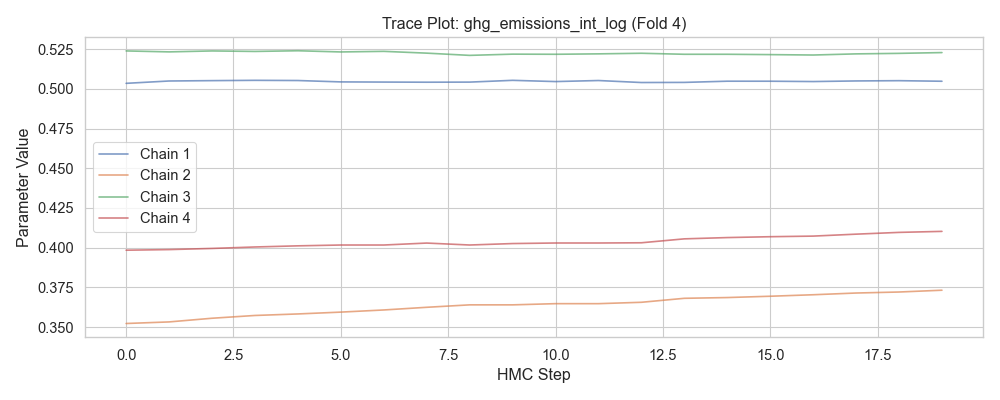 Trace Plot: ghg_emissions_int_log (Fold 4)
Parameter Value
0.525
0.500
0.475
0.450
0.425
0.400
0.375
0.350
Chain 1
Chain 2
Chain 3
Chain 4
0.0 2.5 5.0 7.5 10.0 12.5 15.0 17.5
HMC Step